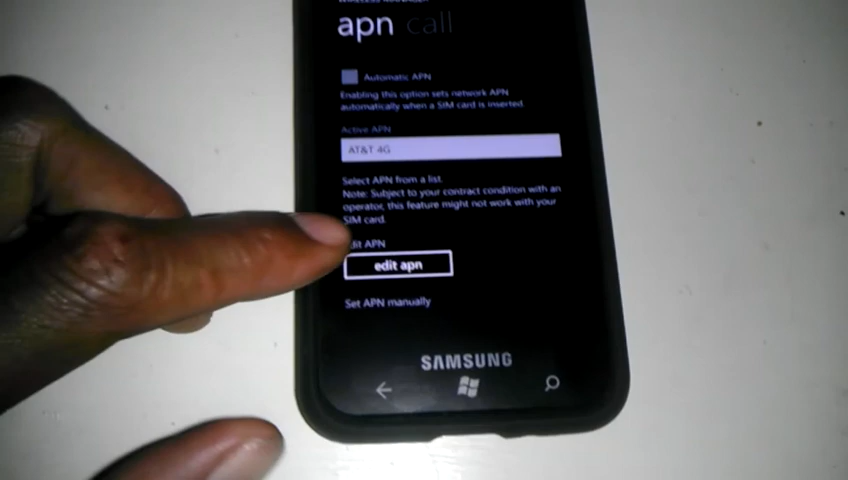 apn call
Automatic APN
Enabling this option sets network APN
automatically when a SIM card is inserted.
Active APN
AT&T 4G
Select APN from a list.
Note: Subject to your contract condition with an
operator, this feature might not work with your
SIM card.
dit APN
edit apn
Set APN manually
SAMSUNG